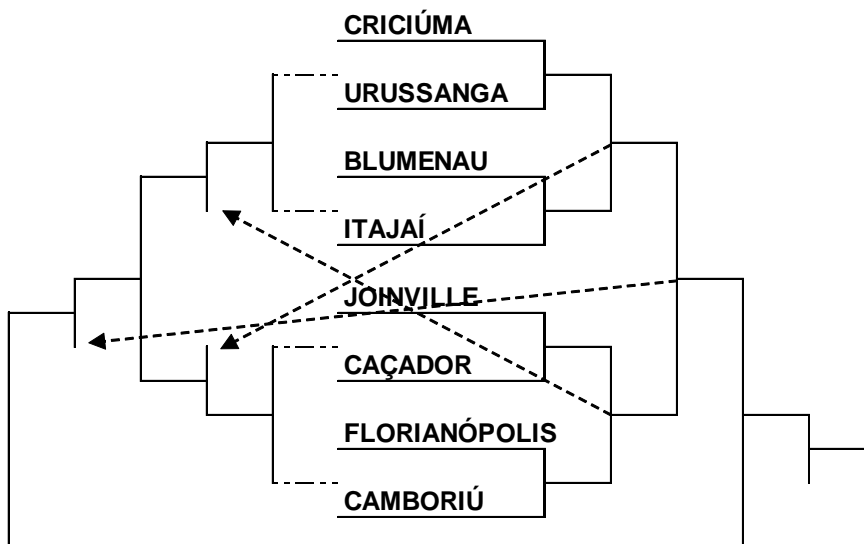 CRICIÚMA
URUSSANGA
BLUMENAU
ITAJAÍ
JOINVILLE
CAÇADOR
FLORIANÓPOLIS
CAMBORIÚ